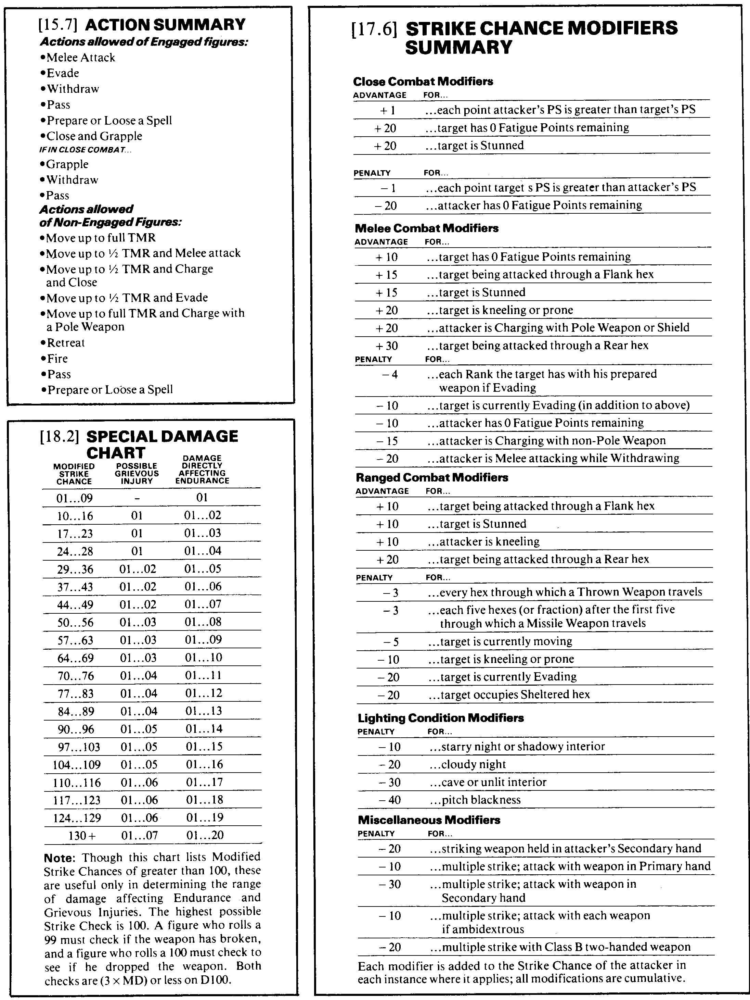 [15.7] ACTION SUMMARY
Actions allowed of Engaged figures:
•Melee Attack
•Evade
•Withdraw
•Pass
•Prepare or Loose a Spell
•Close and Grapple
IF IN CLOSE COMBAT...
•Grapple
•Withdraw
•Pass
Actions allowed
of Non-Engaged Figures:
•Move up to full TMR
•Move up to ½ TMR and Melee attack
•Move up to ½ TMR and Charge
and Close
•Move up to ½ TMR and Evade
•Move up to full TMR and Charge with
a Pole Weapon
•Retreat
•Fire
•Pass
•Prepare or Loose a Spell
[18.2] SPECIAL DAMAGE
CHART
MODIFIED STRIKE CHANCE POSSIBLE GRIEVOUS INJURY DAMAGE DIRECTLY AFFECTING ENDURANCE
01...09 – 01
10...16 01 01...02
17...23 01 01...03
24...28 01 01...04
29...36 01...02 01...05
37...43 01...02 01...06
44...49 01...02 01...07
50...56 01...03 01...08
57...63 01...03 01...09
64...69 01...03 01...10
70...76 01...04 01...11
77...83 01...04 01...12
84...89 01...04 01...13
90...96 01...05 01...14
97...103 01...05 01...15
104...109 01...05 01...16
110...116 01...06 01...17
117...123 01...06 01...18
124...129 01...06 01...19
130+ 01...07 01...20
Note: Though this chart lists Modified
Strike Chances of greater than 100, these
are useful only in determining the range
of damage affecting Endurance and
Grievous Injuries. The highest possible
Strike Check is 100. A figure who rolls a
99 must check if the weapon has broken,
and a figure who rolls a 100 must check to
see if he dropped the weapon. Both
checks are (3 × MD) or less on D100.
[17.6] STRIKE CHANCE MODIFIERS
SUMMARY
Close Combat Modifiers
ADVANTAGE FOR...
+ 1 ...each point attacker's PS is greater than target's PS
+ 20 ...target has 0 Fatigue Points remaining
+ 20 ...target is Stunned
PENALTY FOR...
– 1 ...each point target s PS is greater than attacker's PS
– 20 ...attacker has 0 Fatigue Points remaining
Melee Combat Modifiers
ADVANTAGE FOR...
+ 10 ...target has 0 Fatigue Points remaining
+ 15 ...target being attacked through a Flank hex
+ 15 ...target is Stunned
+ 20 ...target is kneeling or prone
+ 20 ...attacker is Charging with Pole Weapon or Shield
+ 30 ...target being attacked through a Rear hex
PENALTY FOR...
– 4 ...each Rank the target has with his prepared
weapon if Evading
– 10 ...target is currently Evading (in addition to above)
– 10 ...attacker has 0 Fatigue Points remaining
– 15 ...attacker is Charging with non-Pole Weapon
– 20 ...attacker is Melee attacking while Withdrawing
Ranged Combat Modifiers
ADVANTAGE FOR...
+ 10 ...target being attacked through a Flank hex
+ 10 ...target is Stunned
+ 10 ...attacker is kneeling
+ 20 ...target being attacked through a Rear hex
PENALTY FOR...
– 3 ...every hex through which a Thrown Weapon travels
– 3 ...each five hexes (or fraction) after the first five
through which a Missile Weapon travels
– 5 ...target is currently moving
– 10 ...target is kneeling or prone
– 20 ...target is currently Evading
– 20 ...target occupies Sheltered hex
Lighting Condition Modifiers
PENALTY FOR...
– 10 ...starry night or shadowy interior
– 20 ...cloudy night
– 30 ...cave or unlit interior
– 40 ...pitch blackness
Miscellaneous Modifiers
PENALTY FOR...
– 20 ...striking weapon held in attacker's Secondary hand
– 10 ...multiple strike; attack with weapon in Primary hand
– 30 ...multiple strike; attack with weapon in
Secondary hand
– 10 ...multiple strike; attack with each weapon
if ambidextrous
– 20 ...multiple strike with Class B two-handed weapon
Each modifier is added to the Strike Chance of the attacker in
each instance where it applies; all modifications are cumulative.